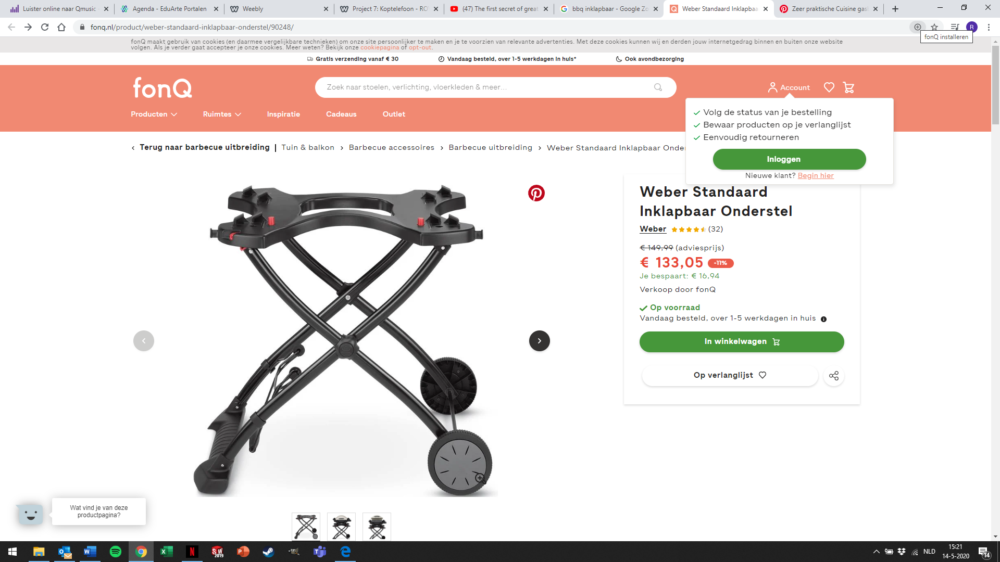 Luister online naar Qmusic
Agenda - EduArte Portalen
Weebly
Project 7: Koptelefoon - RO
(47) The first secret of great
bbq inklapbaar - Google Zo
Weber Standaard Inklapba
Zeer praktische Cuisine gasb
fonq.nl/product/weber-standaard-inklapbaar-onderstel/90248/
R
fonQ installeren
fonQ maakt gebruik van cookies (en daarmee vergelijkbare technieken) om onze site persoonlijker te maken en je te voorzien van relevante advertenties. Met deze cookies kunnen wij en derden jouw internetgedrag binnen en buiten onze website
volgen. Als je verder gaat accepteer je onze cookies. Meer weten? Bekijk onze cookiepagina of opt-out.
Gratis verzending vanaf € 30
Vandaag besteld, over 1-5 werkdagen in huis*
Ook avondbezorging
fonQ
Zoek naar stoelen, verlichting, vloerkleden & meer...
Account
Producten
Ruimtes
Inspiratie
Cadeaus
Outlet
Volg de status van je bestelling
Bewaar producten op je verlanglijst
Eenvoudig retourneren
Inloggen
Nieuwe klant? Begin hier
‹ Terug naar barbecue uitbreiding | Tuin & balkon › Barbecue accessoires › Barbecue uitbreiding › Weber Standaard Inklapbaar Onder
Weber Standaard
Inklapbaar Onderstel
Weber (32)
€ 149,99 (adviesprijs)
€ 133,05 -11%
Je bespaart: € 16,94
Verkoop door fonQ
Op voorraad
Vandaag besteld, over 1-5 werkdagen in huis
In winkelwagen
Op verlanglijst
Wat vind je van deze
productpagina?
SW
2019
NLD
15:21
14-5-2020
14